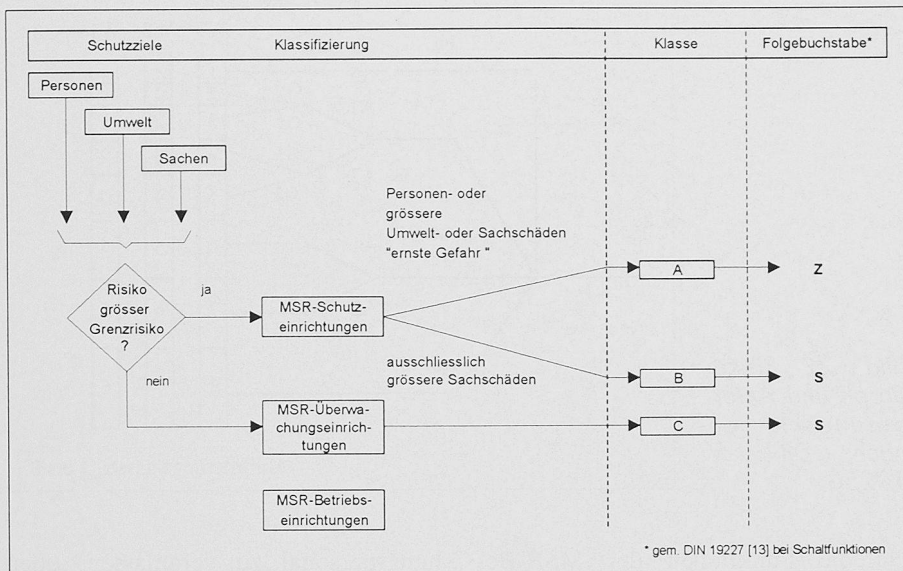 Schutzziele Klassifizierung Klasse Folgebuchstabe*
Personen
Umwelt
Sachen
Personen- oder
grössere
Umwelt- oder Sachschäden
"ernste Gefahr "
A Z
Risiko
grösser
Grenzrisiko
?
ja
MSR-Schutz-
einrichtungen
ausschliesslich
grössere Sachschäden
B S
nein
MSR-Überwa-
chungseinrich-
tungen
C S
MSR-Betriebs-
einrichtungen
* gem. DIN 19227 [13] bei Schaltfunktionen